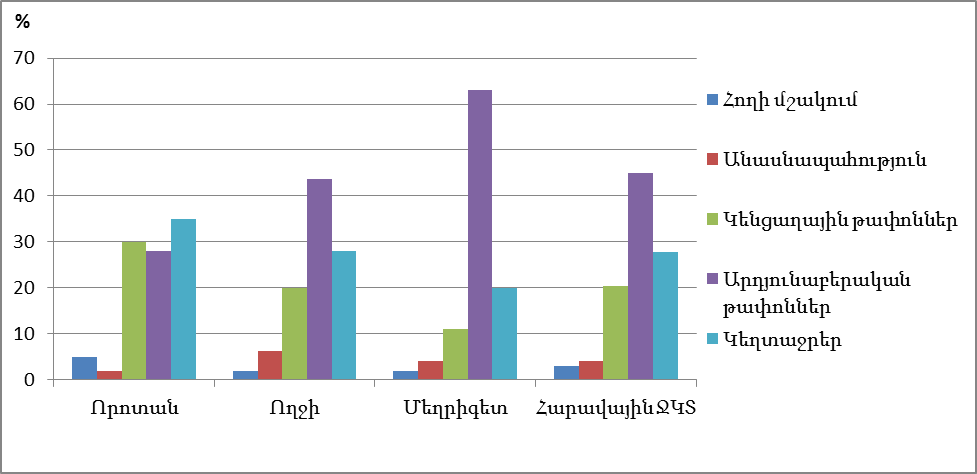 %
70
60
50
40
30
20
10
0
Որոտան Ողջի Մեղրիգետ Հարավային ՋԿՏ
Հողի մշակում
Անասնապահություն
Կենցաղային թափոններ
Արդյունաբերական
թափոններ
Կեղտաջրեր